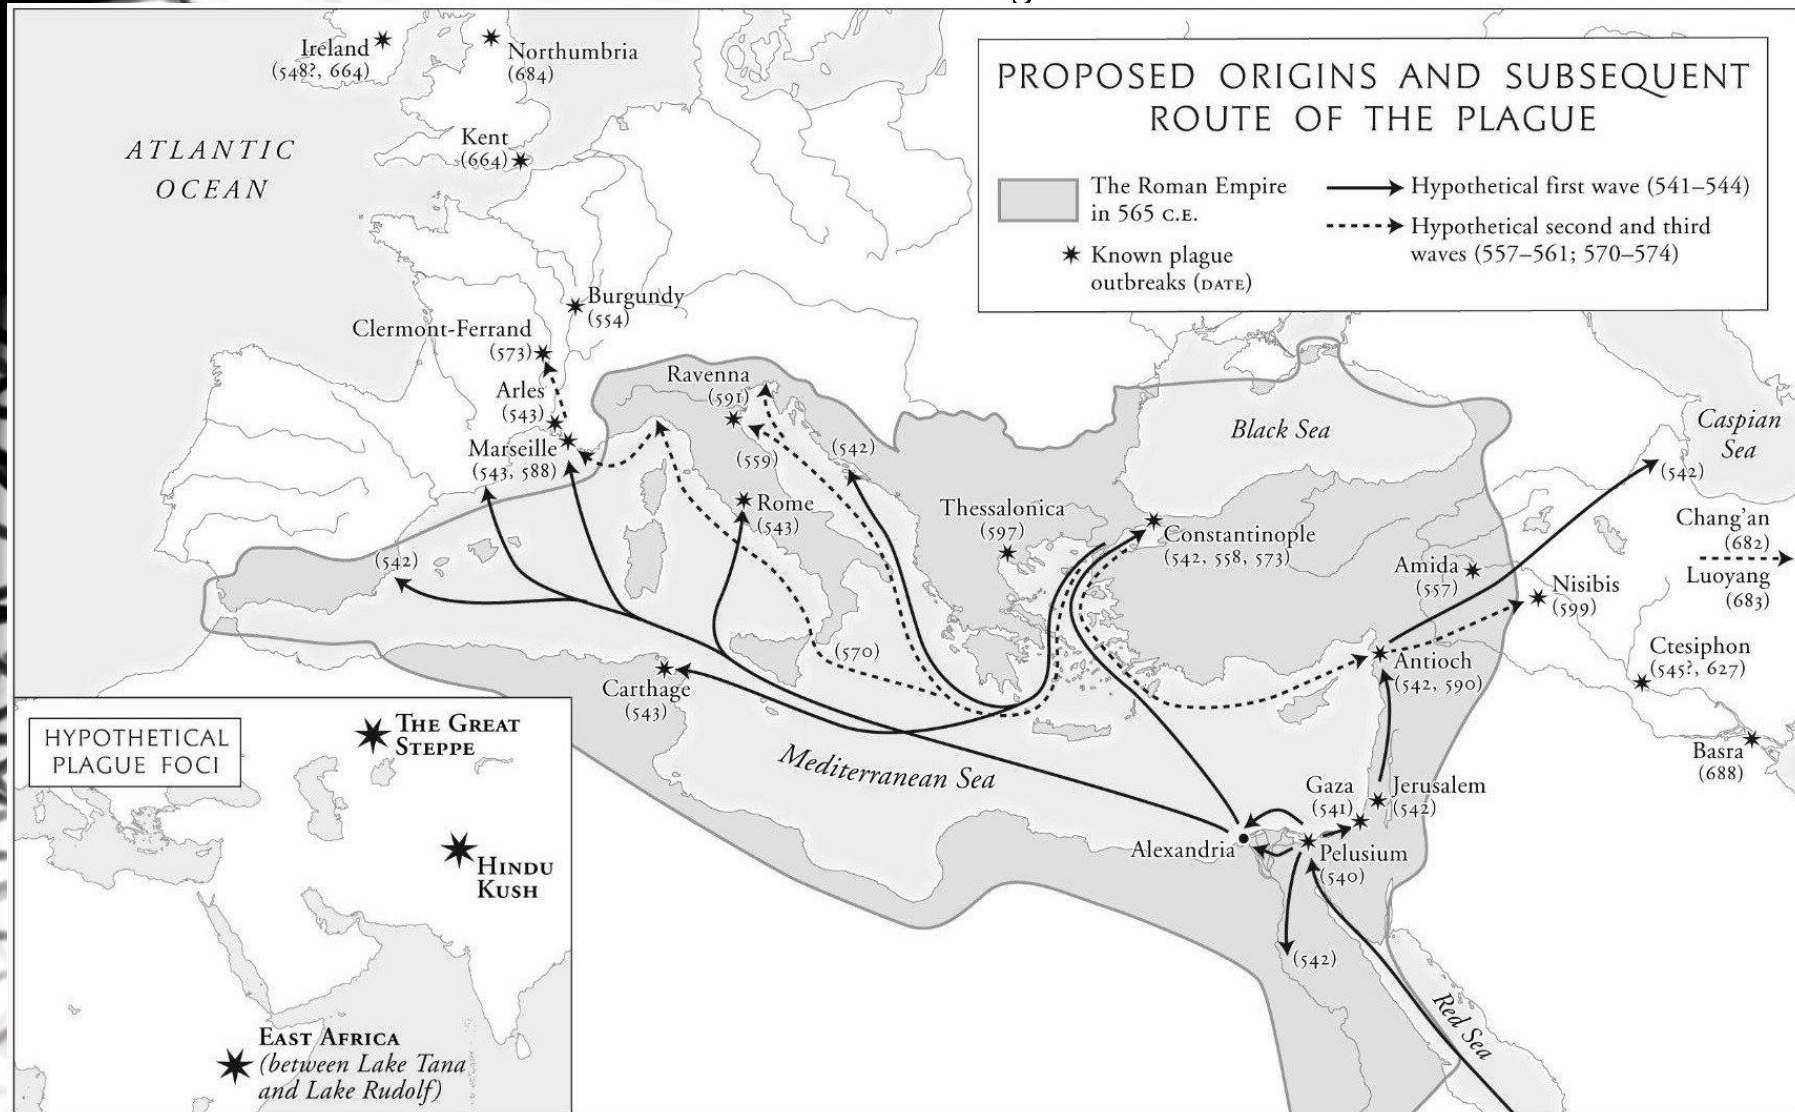 PROPOSED ORIGINS AND SUBSEQUENT
ROUTE OF THE PLAGUE
The Roman Empire
in 565 C.E.
Known plague
outbreaks (DATE)
Hypothetical first wave (541–544)
Hypothetical second and third
waves (557–561; 570–574)
Ireland
(548?, 664)
Northumbria
(684)
Kent
(664)
ATLANTIC
OCEAN
Burgundy
(554)
Clermont-Ferrand
(573)
Arles
(543)
Marseille
(543, 588)
Ravenna
(591)
(559)
(542)
Rome
(543)
(542)
Thessalonica
(597)
Constantinople
(542, 558, 573)
Black Sea
Caspian
Sea
(542)
Chang'an
(682)
Luoyang
(683)
Amida
(557)
Nisibis
(599)
Ctesiphon
(545?, 627)
Basra
(688)
Antioch
(542, 590)
(570)
Carthage
(543)
Mediterranean Sea
Gaza
(541)
Jerusalem
(542)
Alexandria
Pelusium
(540)
(542)
Red Sea
HYPOTHETICAL
PLAGUE FOCI
THE GREAT
STEPPE
HINDU
KUSH
EAST AFRICA
(between Lake Tana
and Lake Rudolf)